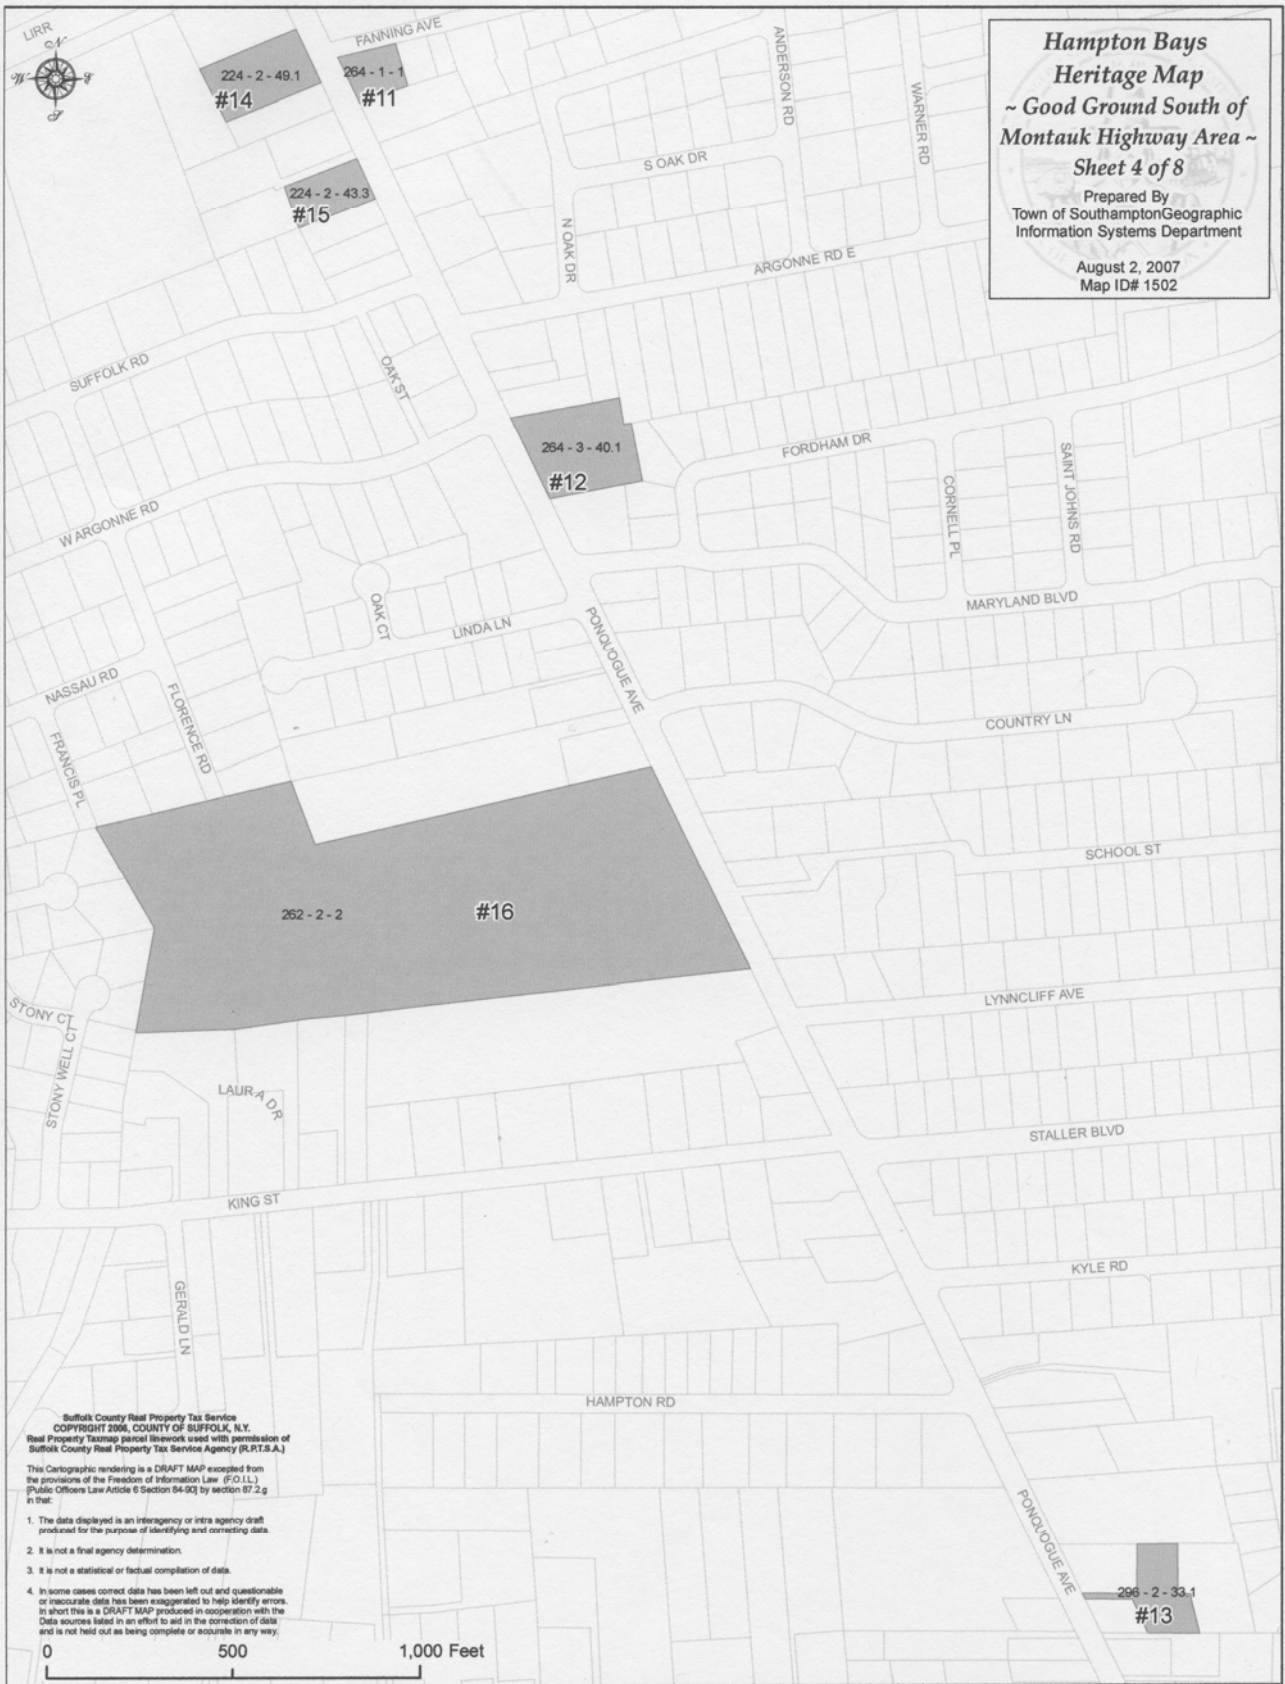 LIRR
N
W
E
S
FANNING AVE
224 - 2 - 49.1
#14
264 - 1 - 1
#11
224 - 2 - 43.3
#15
ANDERSON RD
WARNER RD
S OAK DR
N OAK DR
ARGONNE RD E
Hampton Bays
Heritage Map
~ Good Ground South of
Montauk Highway Area ~
Sheet 4 of 8
Prepared By
Town of SouthamptonGeographic
Information Systems Department
August 2, 2007
Map ID# 1502
SUFFOLK RD
OAK ST
264 - 3 - 40.1
#12
FORDHAM DR
CORNELL PL
SAINT JOHNS RD
W ARGONNE RD
OAK CT
LINDA LN
MARYLAND BLVD
PONQUOGUE AVE
NASSAU RD
FLORENCE RD
FRANCIS PL
COUNTRY LN
SCHOOL ST
262 - 2 - 2
#16
LYNNCLIFF AVE
STONY CT
STONY WELL CT
LAURA DR
STALLER BLVD
KING ST
KYLE RD
GERALD LN
HAMPTON RD
PONQUOGUE AVE
296 - 2 - 33.1
#13
Suffolk County Real Property Tax Service
COPYRIGHT 2006, COUNTY OF SUFFOLK, N.Y.
Real Property Taxmap parcel linework used with permission of
Suffolk County Real Property Tax Service Agency (R.P.T.S.A.)
This Cartographic rendering is a DRAFT MAP excepted from
the provisions of the Freedom of Information Law (F.O.I.L.)
[Public Officers Law Article 6 Section 84-90] by section 87.2.g
in that:
1. The data displayed is an interagency or intra agency draft
produced for the purpose of identifying and correcting data.
2. It is not a final agency determination.
3. It is not a statistical or factual compilation of data.
4. In some cases correct data has been left out and questionable
or inaccurate data has been exaggerated to help identify errors.
In short this is a DRAFT MAP produced in cooperation with the
Data sources listed in an effort to aid in the correction of data
and is not held out as being complete or accurate in any way.
0 500 1,000 Feet